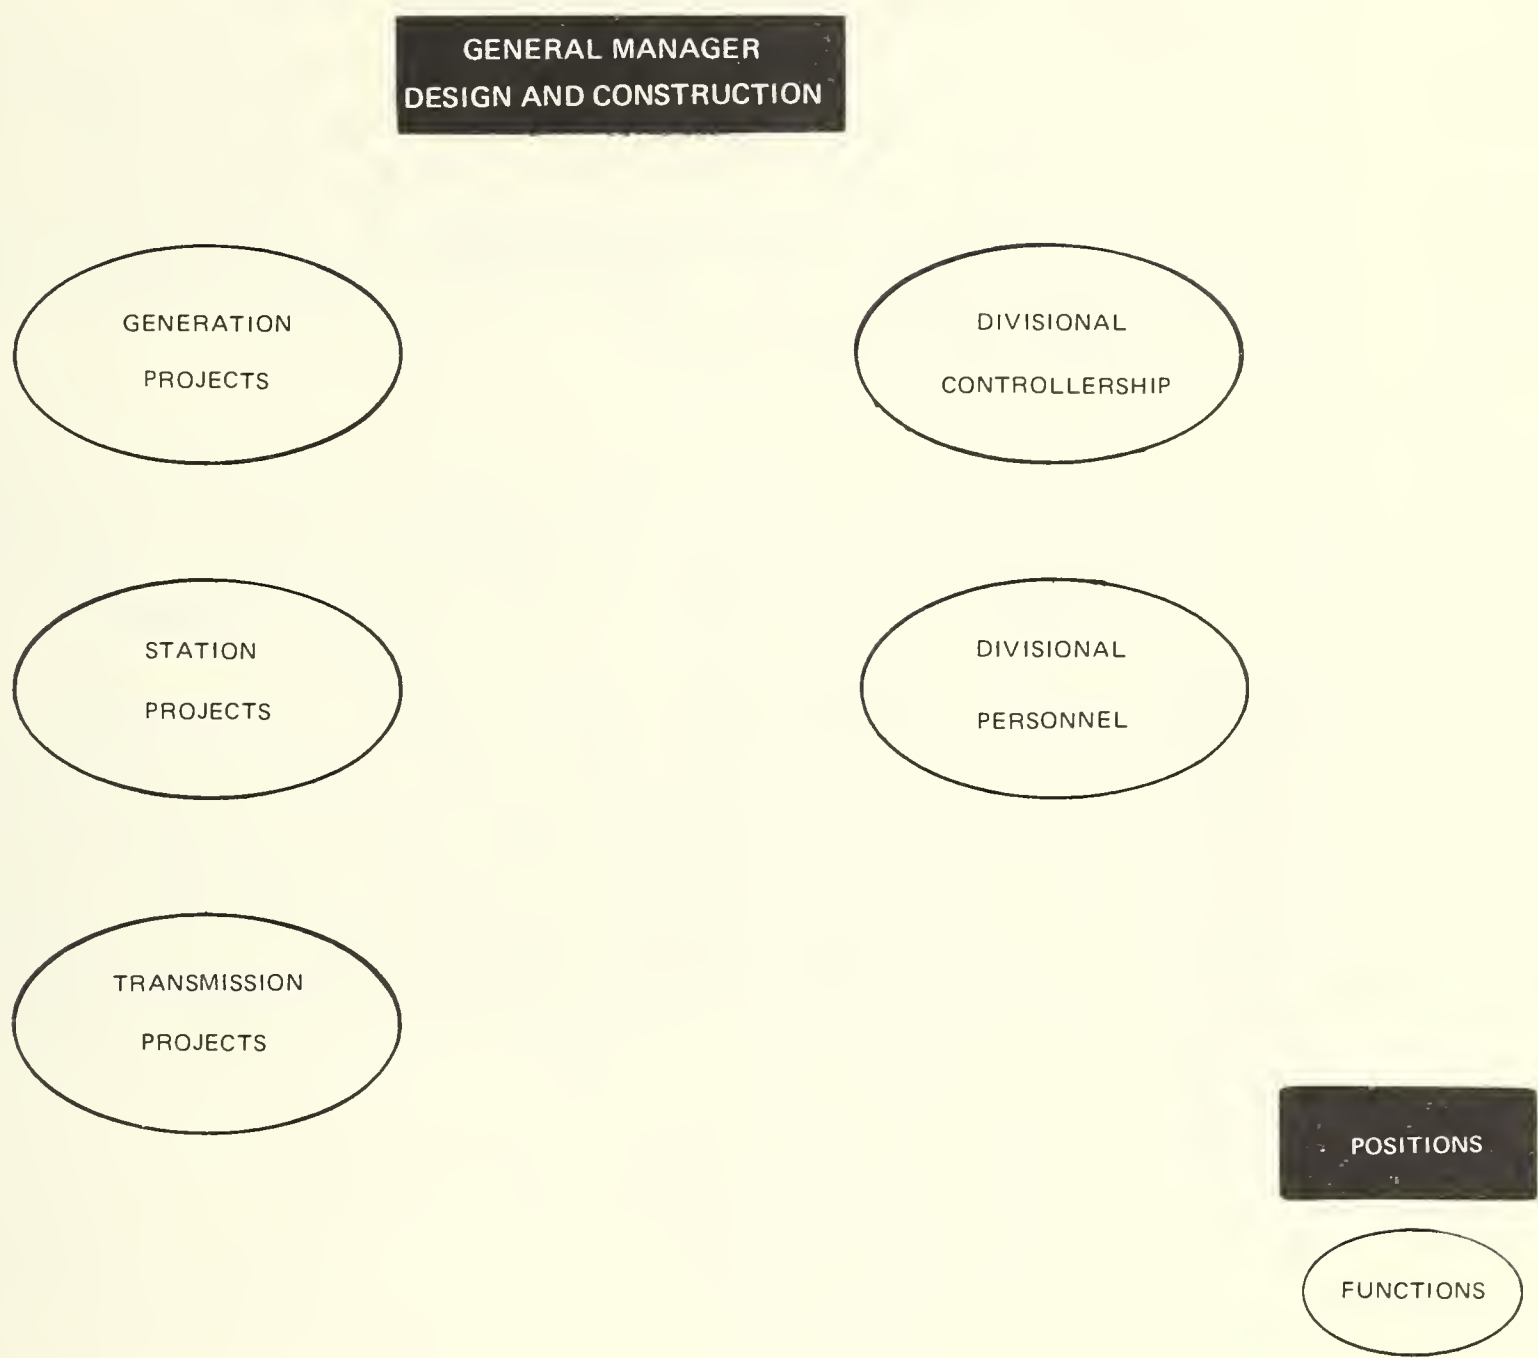 GENERAL MANAGER
DESIGN AND CONSTRUCTION
GENERATION
PROJECTS
DIVISIONAL
CONTROLLERSHIP
STATION
PROJECTS
DIVISIONAL
PERSONNEL
TRANSMISSION
PROJECTS
POSITIONS
FUNCTIONS